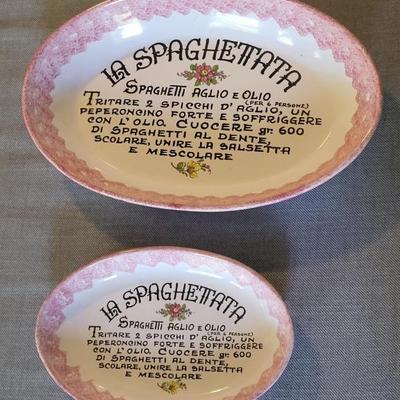 LA SPAGHETTATA
SPAGHETTI AGLIO E OLIO
(PER 6 PERSONE)
TRITARE 2 SPICCHI D'AGLIO, UN
PEPERONCINO FORTE E SOFFRIGGERE
CON L'OLIO. CUOCERE gr. 600
DI SPAGHETTI AL DENTE,
SCOLARE, UNIRE LA SALSETTA
E MESCOLARE
LA SPAGHETTATA
SPAGHETTI AGLIO E OLIO
(PER 6 PERSONE)
TRITARE 2 SPICCHI D'AGLIO, UN
PEPERONCINO FORTE E SOFFRIGGERE
CON L'OLIO. CUOCERE gr. 600
DI SPAGHETTI AL DENTE,
SCOLARE, UNIRE LA SALSETTA
E MESCOLARE